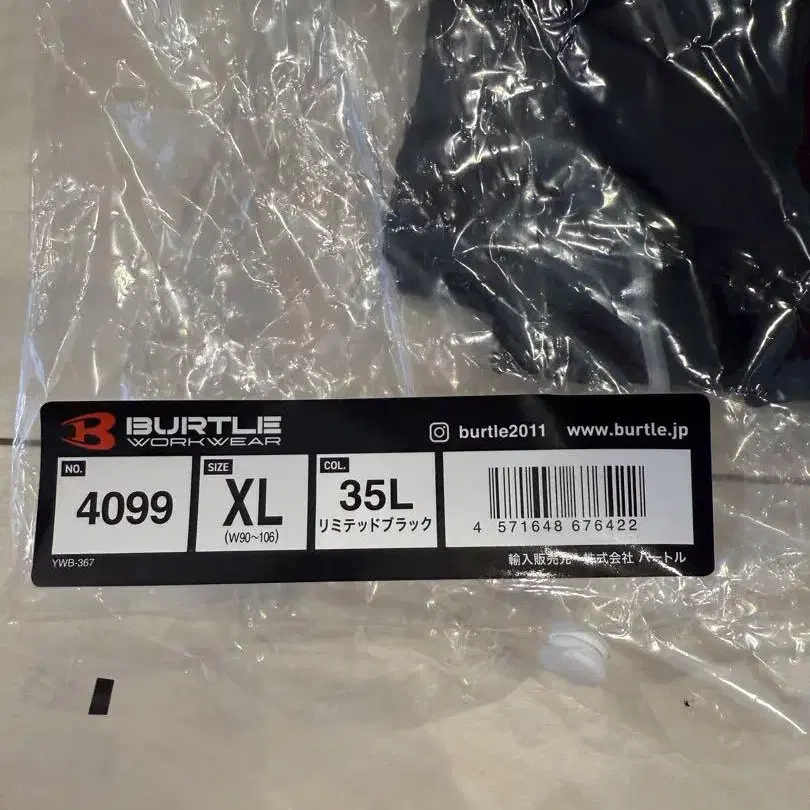 BURTLE
WORKWEAR
burtle2011 www.burtle.jp
NO.
4099
SIZE
XL
(W90~106)
COL.
35L
リミテッドブラック
4 571648 676422
YWB-367
輸入販売元 株式会社 バートル